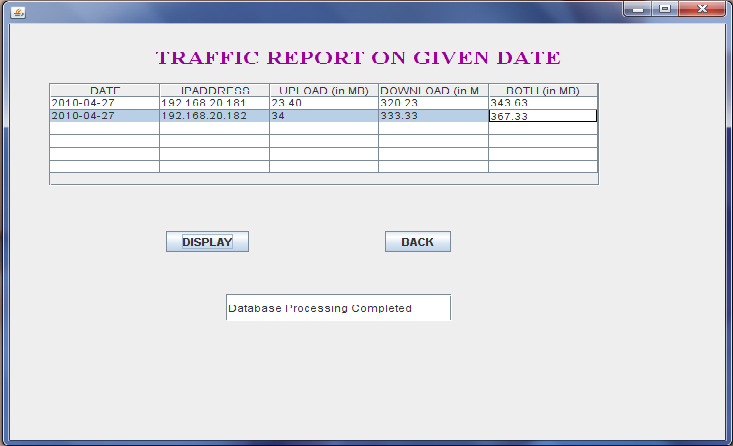 TRAFFIC REPORT ON GIVEN DATE
DATE IPADDRESS UPLOAD (in MB) DOWNLOAD (in M BOTH (in MB)
2010-04-27 192.168.20.181 23.40 320.23 343.63
2010-04-27 192.168.20.182 34 333.33 367.33
DISPLAY BACK
Database Processing Completed